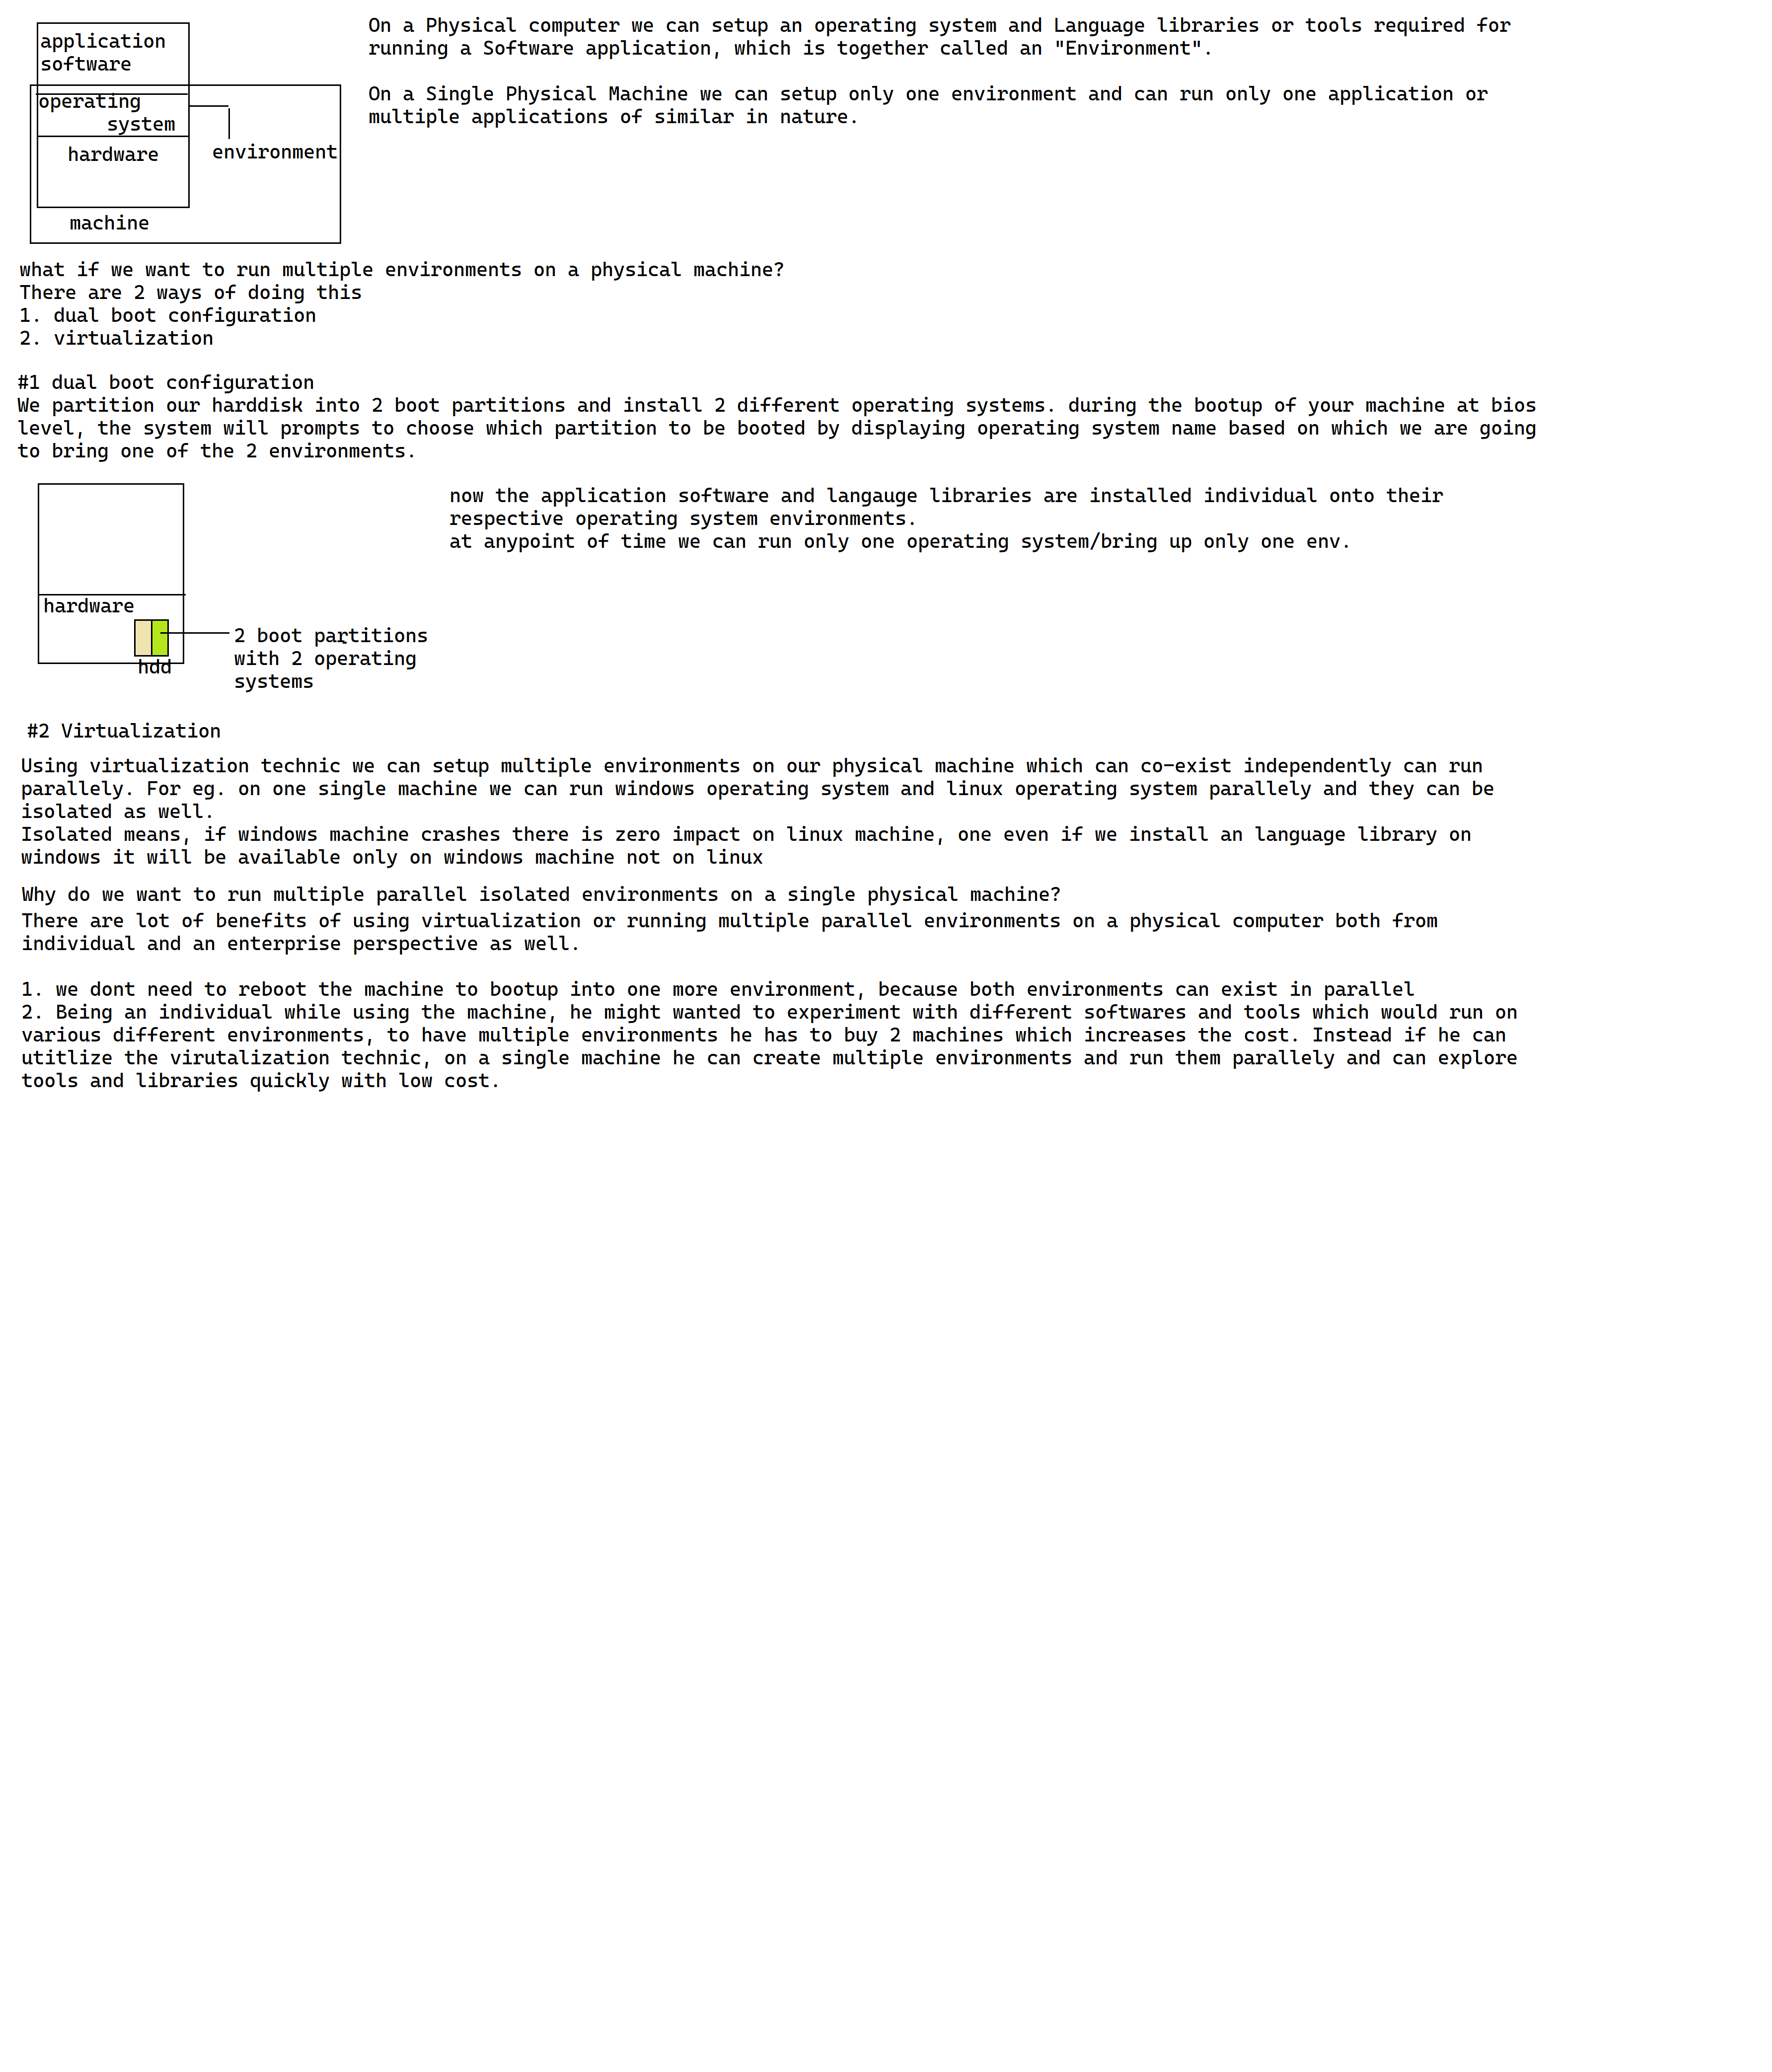 application
software
operating
system
hardware
environment
machine
On a Physical computer we can setup an operating system and Language libraries or tools required for
running a Software application, which is together called an "Environment".
On a Single Physical Machine we can setup only one environment and can run only one application or
multiple applications of similar in nature.
what if we want to run multiple environments on a physical machine?
There are 2 ways of doing this
1. dual boot configuration
2. virtualization
#1 dual boot configuration
We partition our harddisk into 2 boot partitions and install 2 different operating systems. during the bootup of your machine at bios
level, the system will prompts to choose which partition to be booted by displaying operating system name based on which we are going
to bring one of the 2 environments.
now the application software and langauge libraries are installed individual onto their
respective operating system environments.
at anypoint of time we can run only one operating system/bring up only one env.
hardware
hdd
2 boot partitions
with 2 operating
systems
#2 Virtualization
Using virtualization technic we can setup multiple environments on our physical machine which can co-exist independently can run
parallely. For eg. on one single machine we can run windows operating system and linux operating system parallely and they can be
isolated as well.
Isolated means, if windows machine crashes there is zero impact on linux machine, one even if we install an language library on
windows it will be available only on windows machine not on linux
Why do we want to run multiple parallel isolated environments on a single physical machine?
There are lot of benefits of using virtualization or running multiple parallel environments on a physical computer both from
individual and an enterprise perspective as well.
1. we dont need to reboot the machine to bootup into one more environment, because both environments can exist in parallel
2. Being an individual while using the machine, he might wanted to experiment with different softwares and tools which would run on
various different environments, to have multiple environments he has to buy 2 machines which increases the cost. Instead if he can
utitlize the virutalization technic, on a single machine he can create multiple environments and run them parallely and can explore
tools and libraries quickly with low cost.